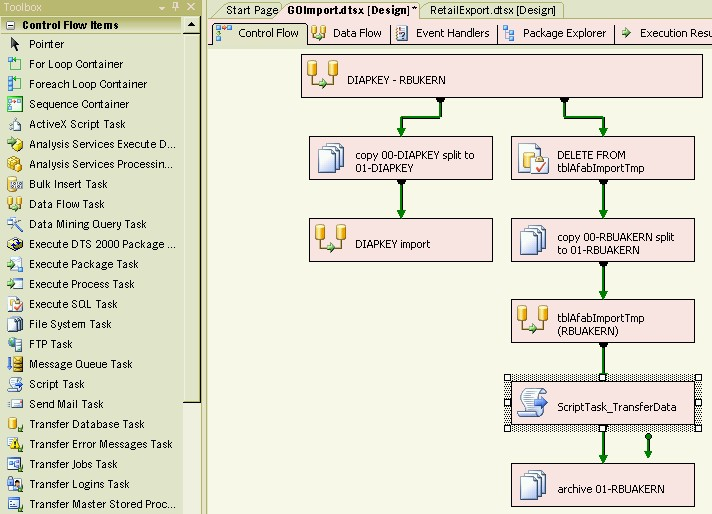 Toolbox
Control Flow Items
Pointer
For Loop Container
Foreach Loop Container
Sequence Container
ActiveX Script Task
Analysis Services Execute D...
Analysis Services Processin...
Bulk Insert Task
Data Flow Task
Data Mining Query Task
Execute DTS 2000 Package ...
Execute Package Task
Execute Process Task
Execute SQL Task
File System Task
FTP Task
Message Queue Task
Script Task
Send Mail Task
Transfer Database Task
Transfer Error Messages Task
Transfer Jobs Task
Transfer Logins Task
Transfer Master Stored Proc...
Start Page
GOImport.dtsx [Design]*
RetailExport.dtsx [Design]
Control Flow
Data Flow
Event Handlers
Package Explorer
Execution Resu
DIAPKEY - RBUKERN
copy 00-DIAPKEY split to
01-DIAPKEY
DIAPKEY import
DELETE FROM
tblAfabImportTmp
copy 00-RBUAKERN split
to 01-RBUAKERN
tblAfabImportTmp
(RBUAKERN)
ScriptTask_TransferData
archive 01-RBUAKERN